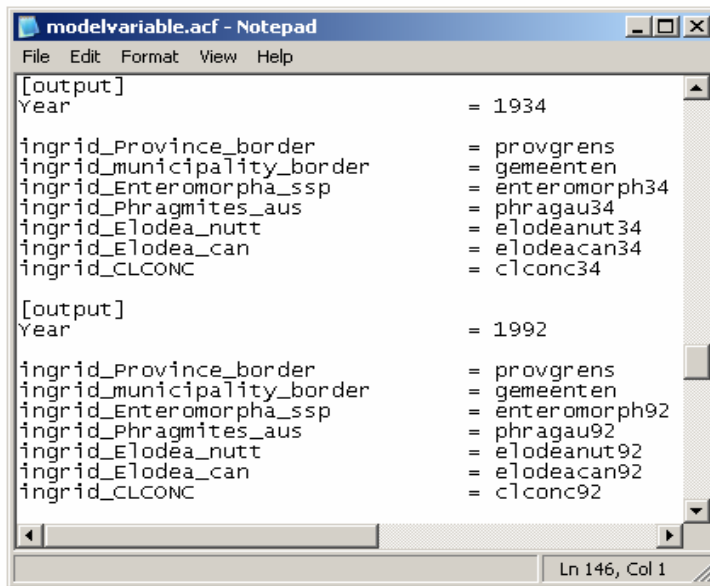 modelvariable.acf - Notepad
File Edit Format View Help
[output]
Year = 1934
ingrid_Province_border = provgrens
ingrid_municipality_border = gemeenten
ingrid_Enteromorpha_ssp = enteromorph34
ingrid_Phragmites_aus = phragau34
ingrid_Elodea_nutt = elodeanut34
ingrid_Elodea_can = elodeacan34
ingrid_CLCONC = clconc34
[output]
Year = 1992
ingrid_Province_border = provgrens
ingrid_municipality_border = gemeenten
ingrid_Enteromorpha_ssp = enteromorph92
ingrid_Phragmites_aus = phragau92
ingrid_Elodea_nutt = elodeanut92
ingrid_Elodea_can = elodeacan92
ingrid_CLCONC = clconc92
Ln 146, Col 1